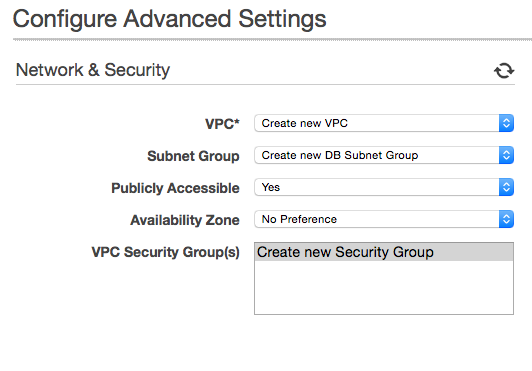 Configure Advanced Settings
Network & Security
VPC* Create new VPC
Subnet Group Create new DB Subnet Group
Publicly Accessible Yes
Availability Zone No Preference
VPC Security Group(s) Create new Security Group